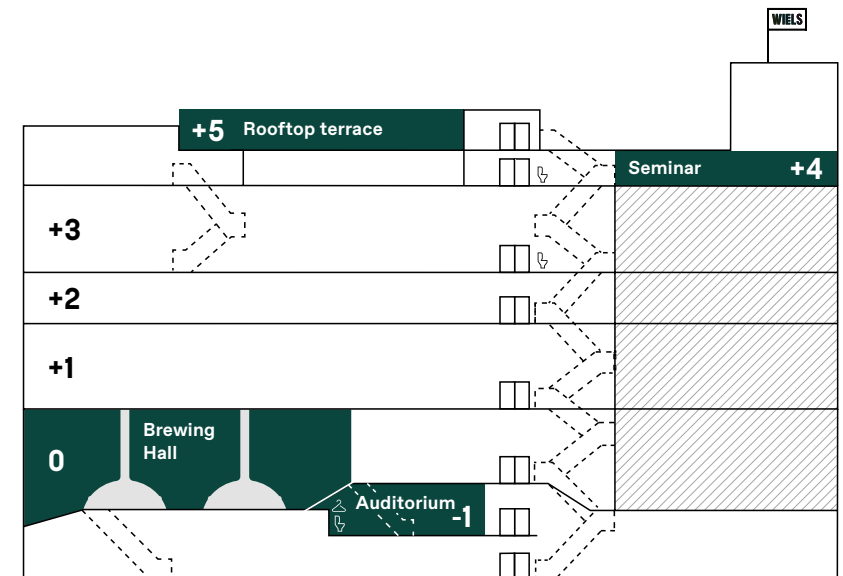 WIELS
+5 Rooftop terrace
Seminar +4
+3
+2
+1
Brewing
Hall
0
Auditorium
-1